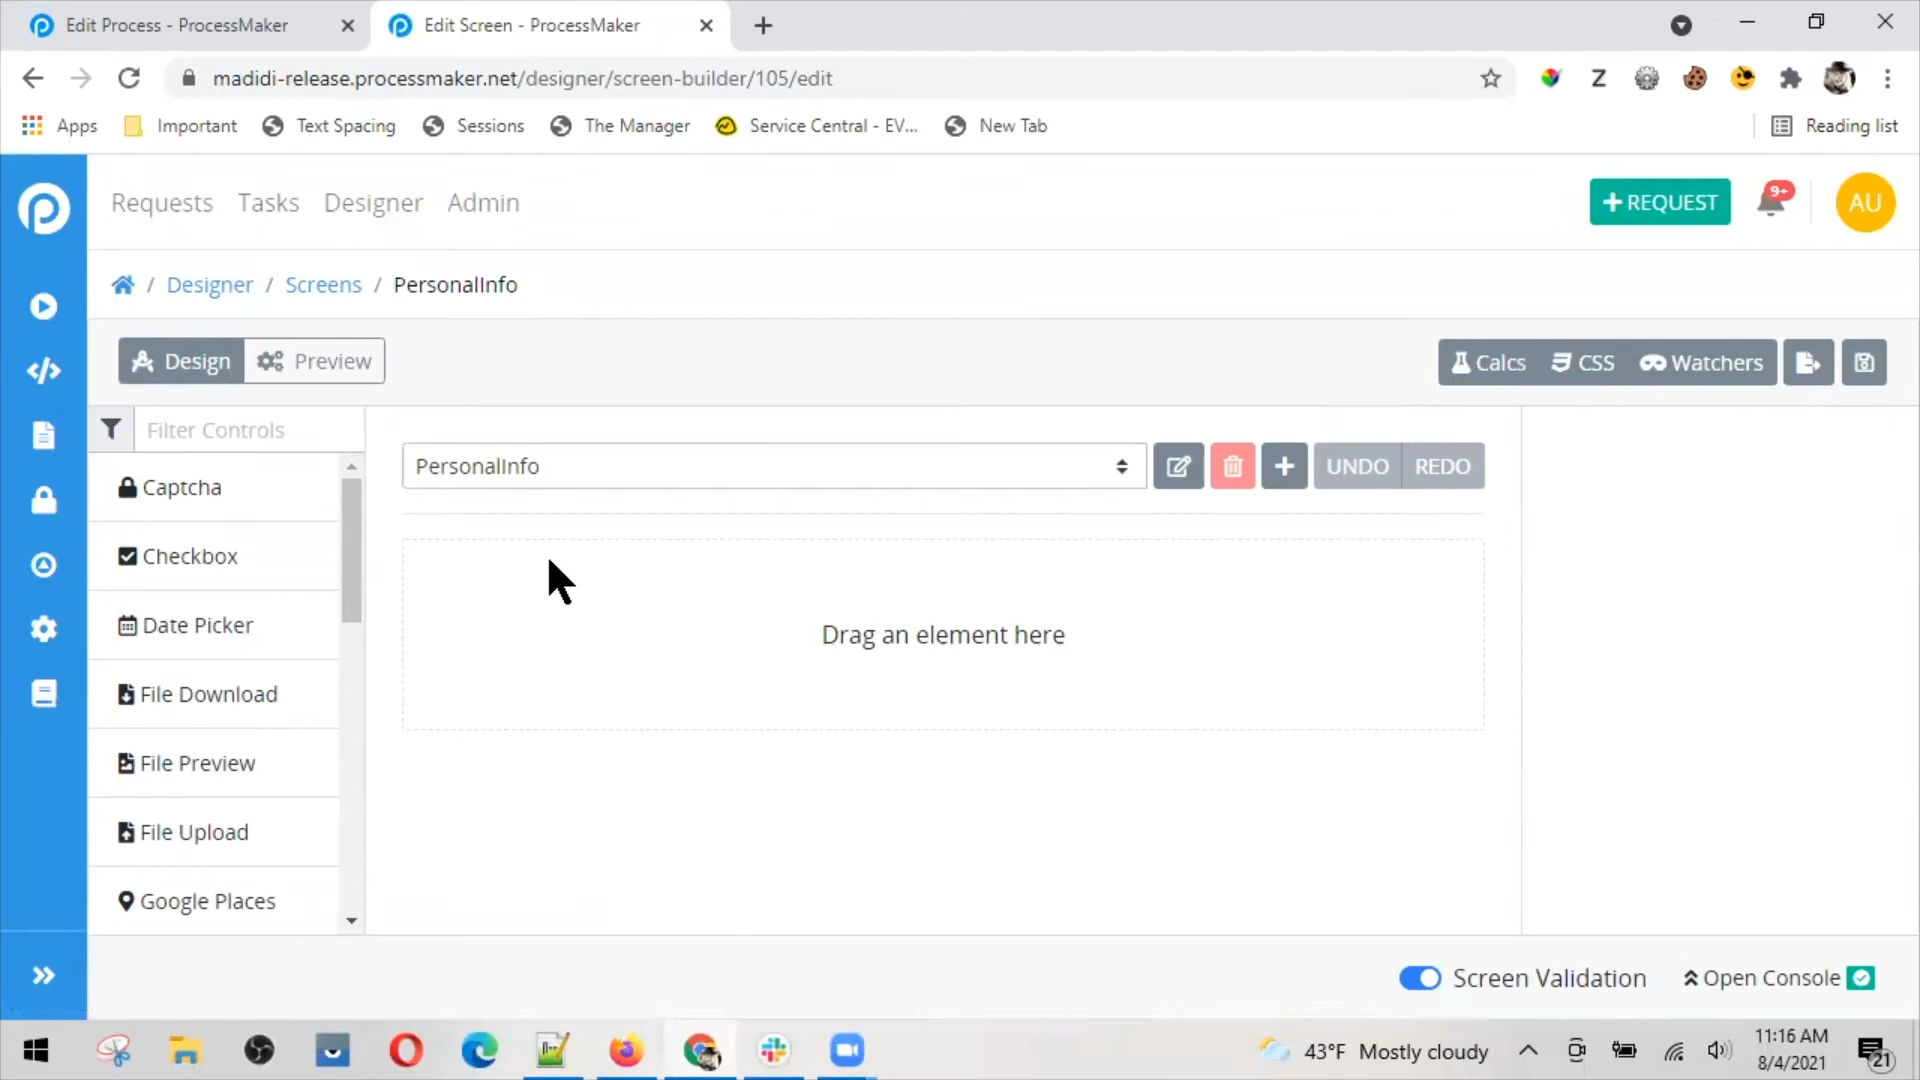 Edit Process - ProcessMaker
Edit Screen - ProcessMaker
madidi-release.processmaker.net/designer/screen-builder/105/edit
Z
Apps
Important
Text Spacing
Sessions
The Manager
Service Central - EV...
New Tab
Reading list
Requests Tasks Designer Admin
+ REQUEST
9+
AU
/ Designer / Screens / PersonalInfo
Design
Preview
Calcs
CSS
Watchers
Filter Controls
PersonalInfo
UNDO
REDO
Captcha
Checkbox
Date Picker
File Download
File Preview
File Upload
Google Places
Drag an element here
Screen Validation
Open Console
43°F Mostly cloudy
11:16 AM
8/4/2021
21